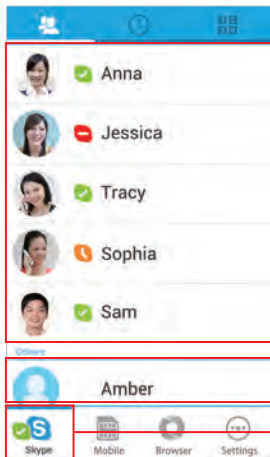 Anna
Jessica
Tracy
Sophia
Sam
Others
Amber
Skype Mobile Browser Settings